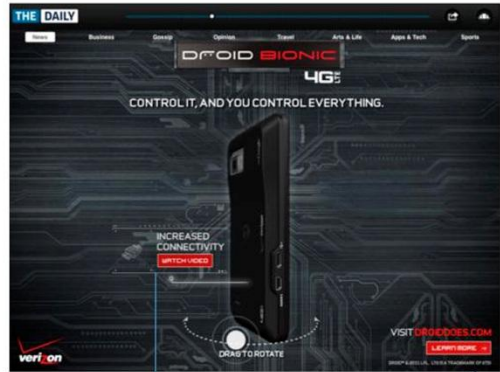 THE DAILY
News Business Gossip Opinion Travel Arts & Life Apps & Tech Sports
DROID BIONIC
4G LTE
CONTROL IT, AND YOU CONTROL EVERYTHING.
INCREASED
CONNECTIVITY
WATCH VIDEO
DRAG TO ROTATE
VISIT DROIDDOES.COM
LEARN MORE
verizon